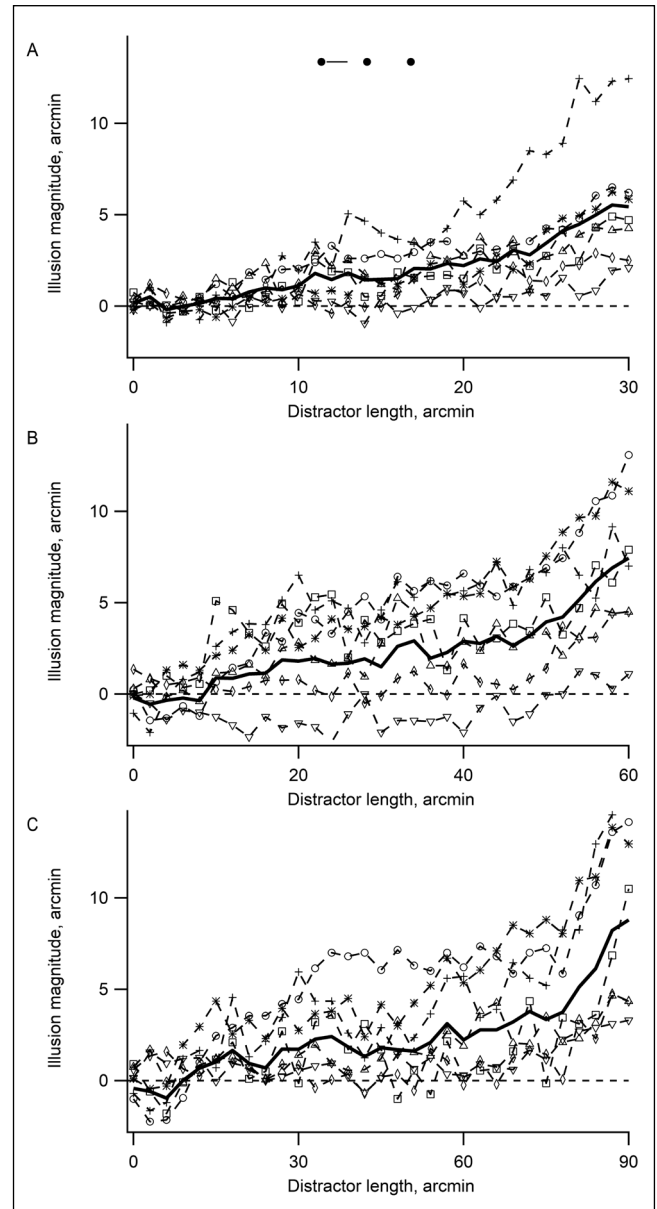 A
Illusion magnitude, arcmin
10
5
0
0
10
20
30
Distractor length, arcmin
B
Illusion magnitude, arcmin
10
5
0
0
20
40
60
Distractor length, arcmin
C
Illusion magnitude, arcmin
10
5
0
0
30
60
90
Distractor length, arcmin